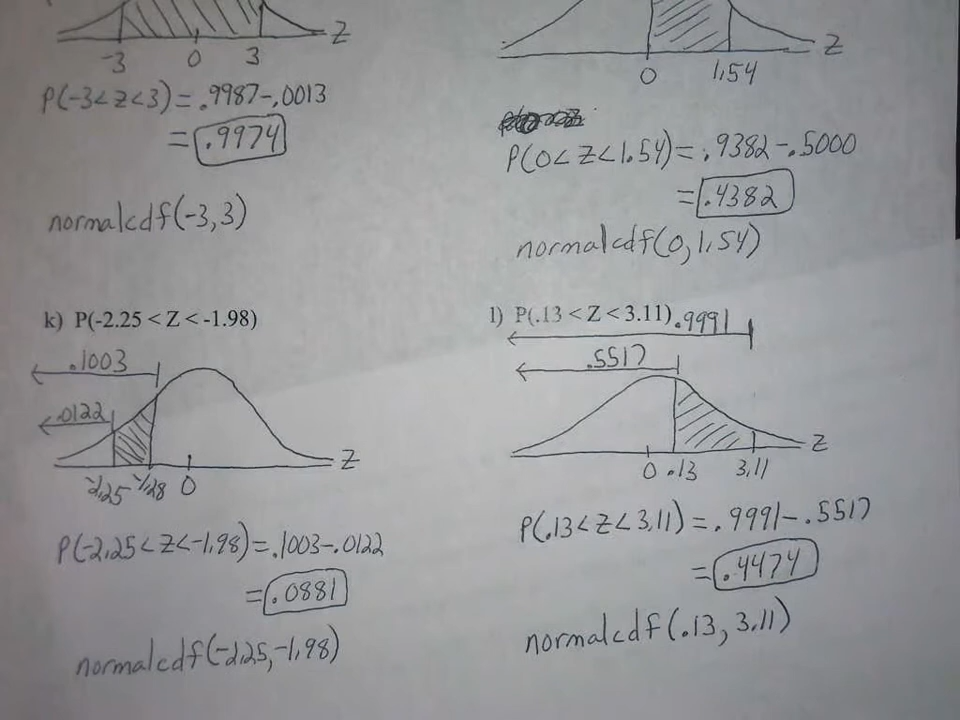 -3 0 3 Z
P(-3<Z<3) = .9987-.0013
= .9974
normalcdf(-3,3)
0 1.54 Z
P(0<Z<1.54) = .9382-.5000
= .4382
normalcdf(0,1.54)
k) P(-2.25 < Z < -1.98)
.1003
.0122
-2.25 -1.28 0 Z
P(-2.25<Z<-1.98) = .1003-.0122
= .0881
normalcdf(-2.25,-1.98)
l) P(.13 < Z < 3.11) .9991
.5517
0 .13 3.11 Z
P(.13<Z<3.11) = .9991-.5517
= .4474
normalcdf(.13, 3.11)